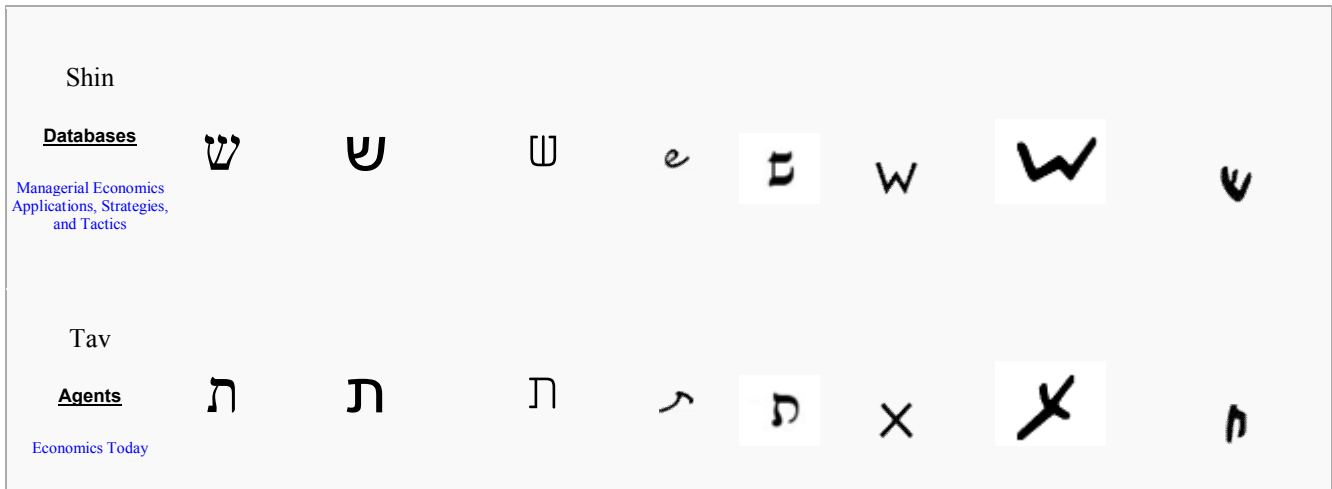 Shin
Databases
Managerial Economics
Applications, Strategies,
and Tactics
ש ש ש
Tav
Agents
Economics Today
ת ת ת